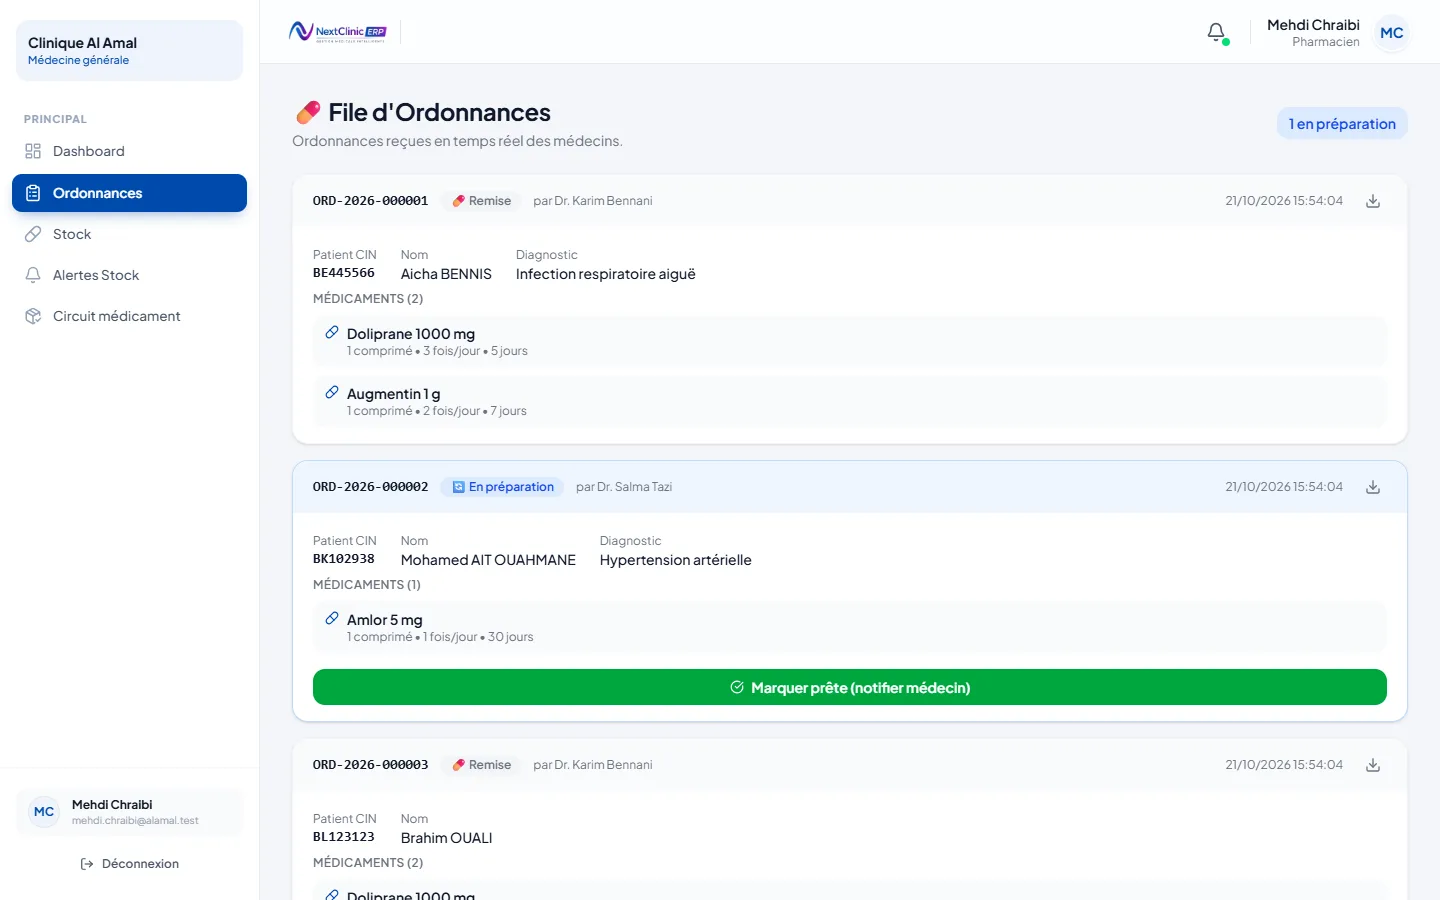 Clinique Al Amal
Médecine générale
PRINCIPAL
Dashboard
Ordonnances
Stock
Alertes Stock
Circuit médicament
MC
Mehdi Chraibi
mehdi.chraibi@alamal.test
Déconnexion
NextClinic ERP
Mehdi Chraibi
Pharmacien
MC
File d'Ordonnances
Ordonnances reçues en temps réel des médecins.
1 en préparation
ORD-2026-000001 Remise par Dr. Karim Bennani 21/10/2026 15:54:04
Patient CIN Nom Diagnostic
BE445566 Aicha BENNIS Infection respiratoire aiguë
MÉDICAMENTS (2)
Doliprane 1000 mg
1 comprimé • 3 fois/jour • 5 jours
Augmentin 1 g
1 comprimé • 2 fois/jour • 7 jours
ORD-2026-000002 En préparation par Dr. Salma Tazi 21/10/2026 15:54:04
Patient CIN Nom Diagnostic
BK102938 Mohamed AIT OUAHMANE Hypertension artérielle
MÉDICAMENTS (1)
Amlor 5 mg
1 comprimé • 1 fois/jour • 30 jours
Marquer prête (notifier médecin)
ORD-2026-000003 Remise par Dr. Karim Bennani 21/10/2026 15:54:04
Patient CIN Nom
BL123123 Brahim OUALI
MÉDICAMENTS (2)
Doliprane 1000 mg